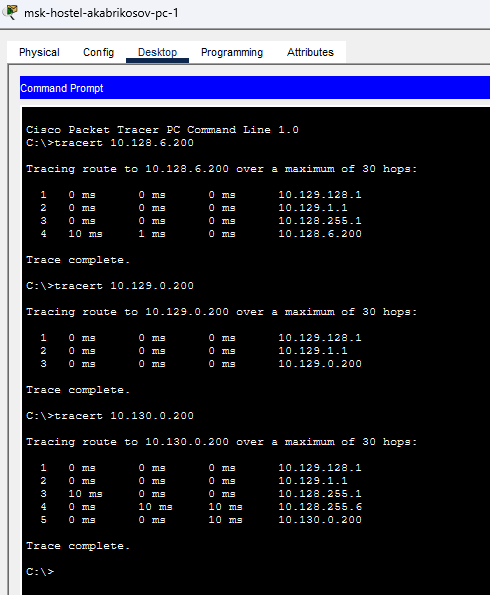 msk-hostel-akabrikosov-pc-1
Physical Config Desktop Programming Attributes
Command Prompt
Cisco Packet Tracer PC Command Line 1.0
C:\>tracert 10.128.6.200
Tracing route to 10.128.6.200 over a maximum of 30 hops:
1 0 ms 0 ms 0 ms 10.129.128.1
2 0 ms 0 ms 0 ms 10.129.1.1
3 0 ms 0 ms 0 ms 10.128.255.1
4 10 ms 1 ms 0 ms 10.128.6.200
Trace complete.
C:\>tracert 10.129.0.200
Tracing route to 10.129.0.200 over a maximum of 30 hops:
1 0 ms 0 ms 0 ms 10.129.128.1
2 0 ms 0 ms 0 ms 10.129.1.1
3 0 ms 0 ms 0 ms 10.129.0.200
Trace complete.
C:\>tracert 10.130.0.200
Tracing route to 10.130.0.200 over a maximum of 30 hops:
1 0 ms 0 ms 0 ms 10.129.128.1
2 0 ms 0 ms 0 ms 10.129.1.1
3 10 ms 0 ms 0 ms 10.128.255.1
4 0 ms 10 ms 10 ms 10.128.255.6
5 0 ms 0 ms 10 ms 10.130.0.200
Trace complete.
C:\>